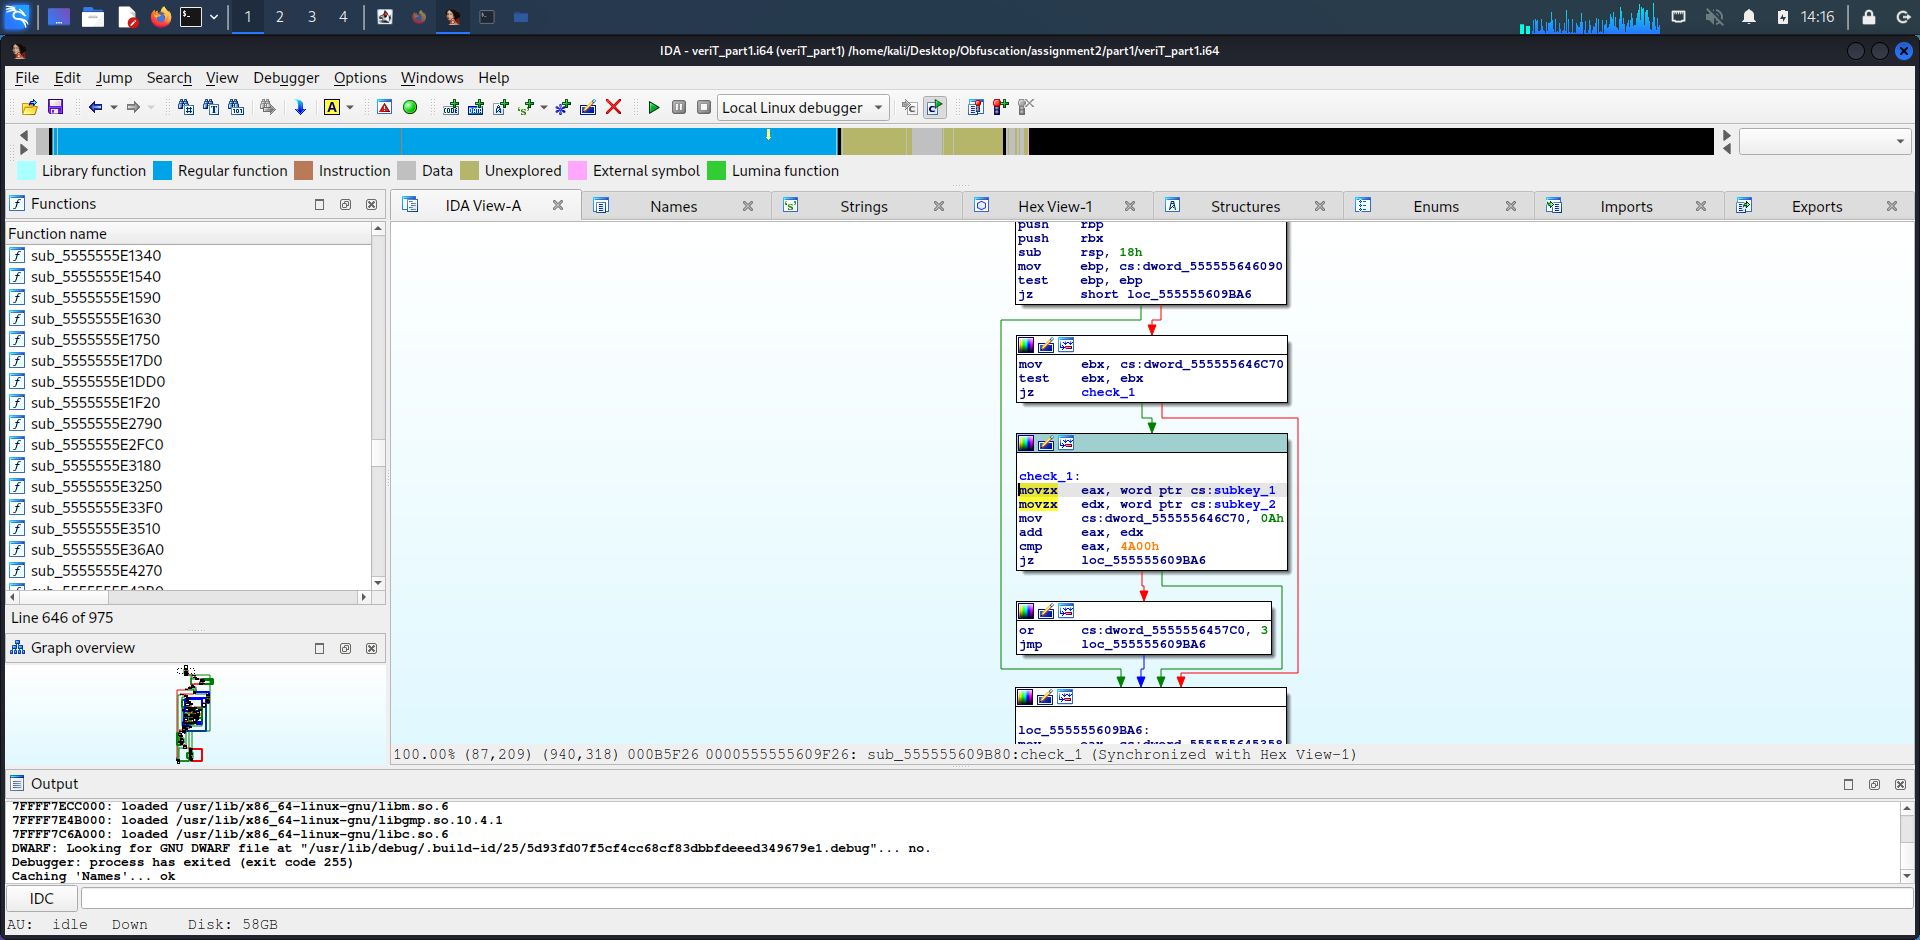 1 2 3 4 14:16
IDA - veriT_part1.i64 (veriT_part1) /home/kali/Desktop/Obfuscation/assignment2/part1/veriT_part1.i64
File Edit Jump Search View Debugger Options Windows Help
Local Linux debugger
Library function Regular function Instruction Data Unexplored External symbol Lumina function
Functions
IDA View-A Names Strings Hex View-1 Structures Enums Imports Exports
Function name
sub_5555555E1340
sub_5555555E1540
sub_5555555E1590
sub_5555555E1630
sub_5555555E1750
sub_5555555E17D0
sub_5555555E1DD0
sub_5555555E1F20
sub_5555555E2790
sub_5555555E2FC0
sub_5555555E3180
sub_5555555E3250
sub_5555555E33F0
sub_5555555E3510
sub_5555555E36A0
sub_5555555E4270
Line 646 of 975
Graph overview
push rbp
push rbx
sub rsp, 18h
mov ebp, cs:dword_555555646090
test ebp, ebp
jz short loc_555555609BA6
mov ebx, cs:dword_555555646C70
test ebx, ebx
jz check_1
check_1:
movzx eax, word ptr cs:subkey_1
movzx edx, word ptr cs:subkey_2
mov cs:dword_555555646C70, 0Ah
add eax, edx
cmp eax, 4A00h
jz loc_555555609BA6
or cs:dword_5555556457C0, 3
jmp loc_555555609BA6
loc_555555609BA6:
100.00% (87,209) (940,318) 000B5F26 0000555555609F26: sub_555555609B80:check_1 (Synchronized with Hex View-1)
Output
7FFFF7ECC000: loaded /usr/lib/x86_64-linux-gnu/libm.so.6
7FFFF7E4B000: loaded /usr/lib/x86_64-linux-gnu/libgmp.so.10.4.1
7FFFF7C6A000: loaded /usr/lib/x86_64-linux-gnu/libc.so.6
DWARF: Looking for GNU DWARF file at "/usr/lib/debug/.build-id/25/5d93fd07f5cf4cc68cf83dbbfdeeed349679e1.debug"... no.
Debugger: process has exited (exit code 255)
Caching 'Names'... ok
IDC
AU: idle Down Disk: 58GB